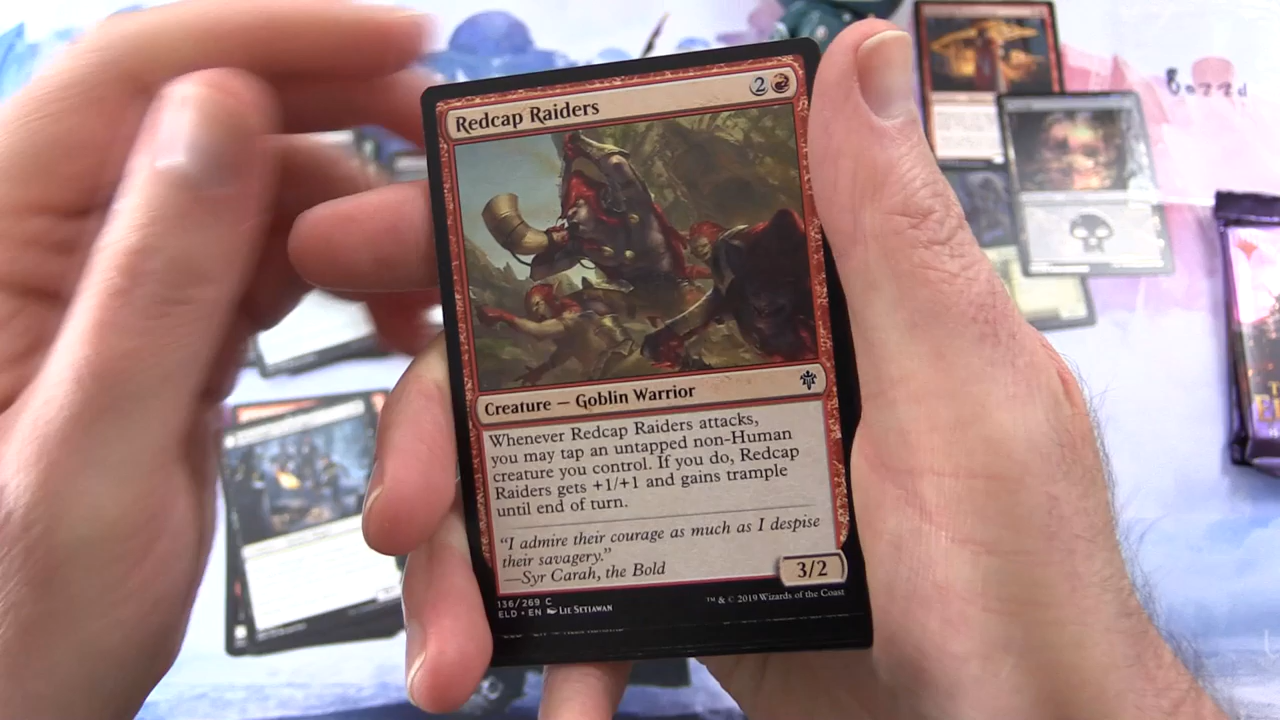 Redcap Raiders
2
Creature — Goblin Warrior
Whenever Redcap Raiders attacks,
you may tap an untapped non-Human
creature you control. If you do, Redcap
Raiders gets +1/+1 and gains trample
until end of turn.
“I admire their courage as much as I despise
their savagery.”
—Syr Carah, the Bold
3/2
136/269 C
ELD • EN Lie Setiawan
™ & © 2019 Wizards of the Coast